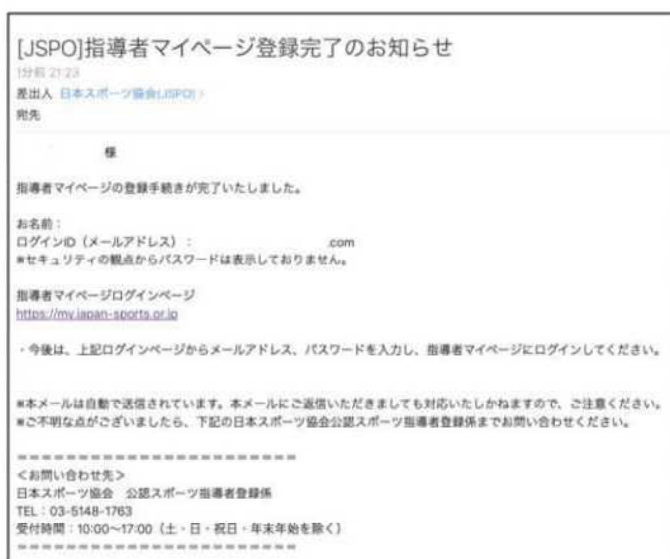 [JSPO]指導者マイページ登録完了のお知らせ
1分前 21:23
差出人 日本スポーツ協会(JSPO) >
宛先
様
指導者マイページの登録手続きが完了いたしました。
お名前：
ログインID（メールアドレス）： .com
※セキュリティの観点からパスワードは表示しておりません。
指導者マイページログインページ
https://my.japan-sports.or.jp
・今後は、上記ログインページからメールアドレス、パスワードを入力し、指導者マイページにログインしてください。
※本メールは自動で送信されています。本メールにご返信いただきましても対応いたしかねますので、ご注意ください。
※ご不明な点がございましたら、下記の日本スポーツ協会公認スポーツ指導者登録係までお問い合わせください。
＝＝＝＝＝＝＝＝＝＝＝＝＝＝＝＝＝＝＝＝＝＝＝
＜お問い合わせ先＞
日本スポーツ協会　公認スポーツ指導者登録係
TEL：03-5148-1763
受付時間：10:00～17:00（土・日・祝日・年末年始を除く）
＝＝＝＝＝＝＝＝＝＝＝＝＝＝＝＝＝＝＝＝＝＝＝